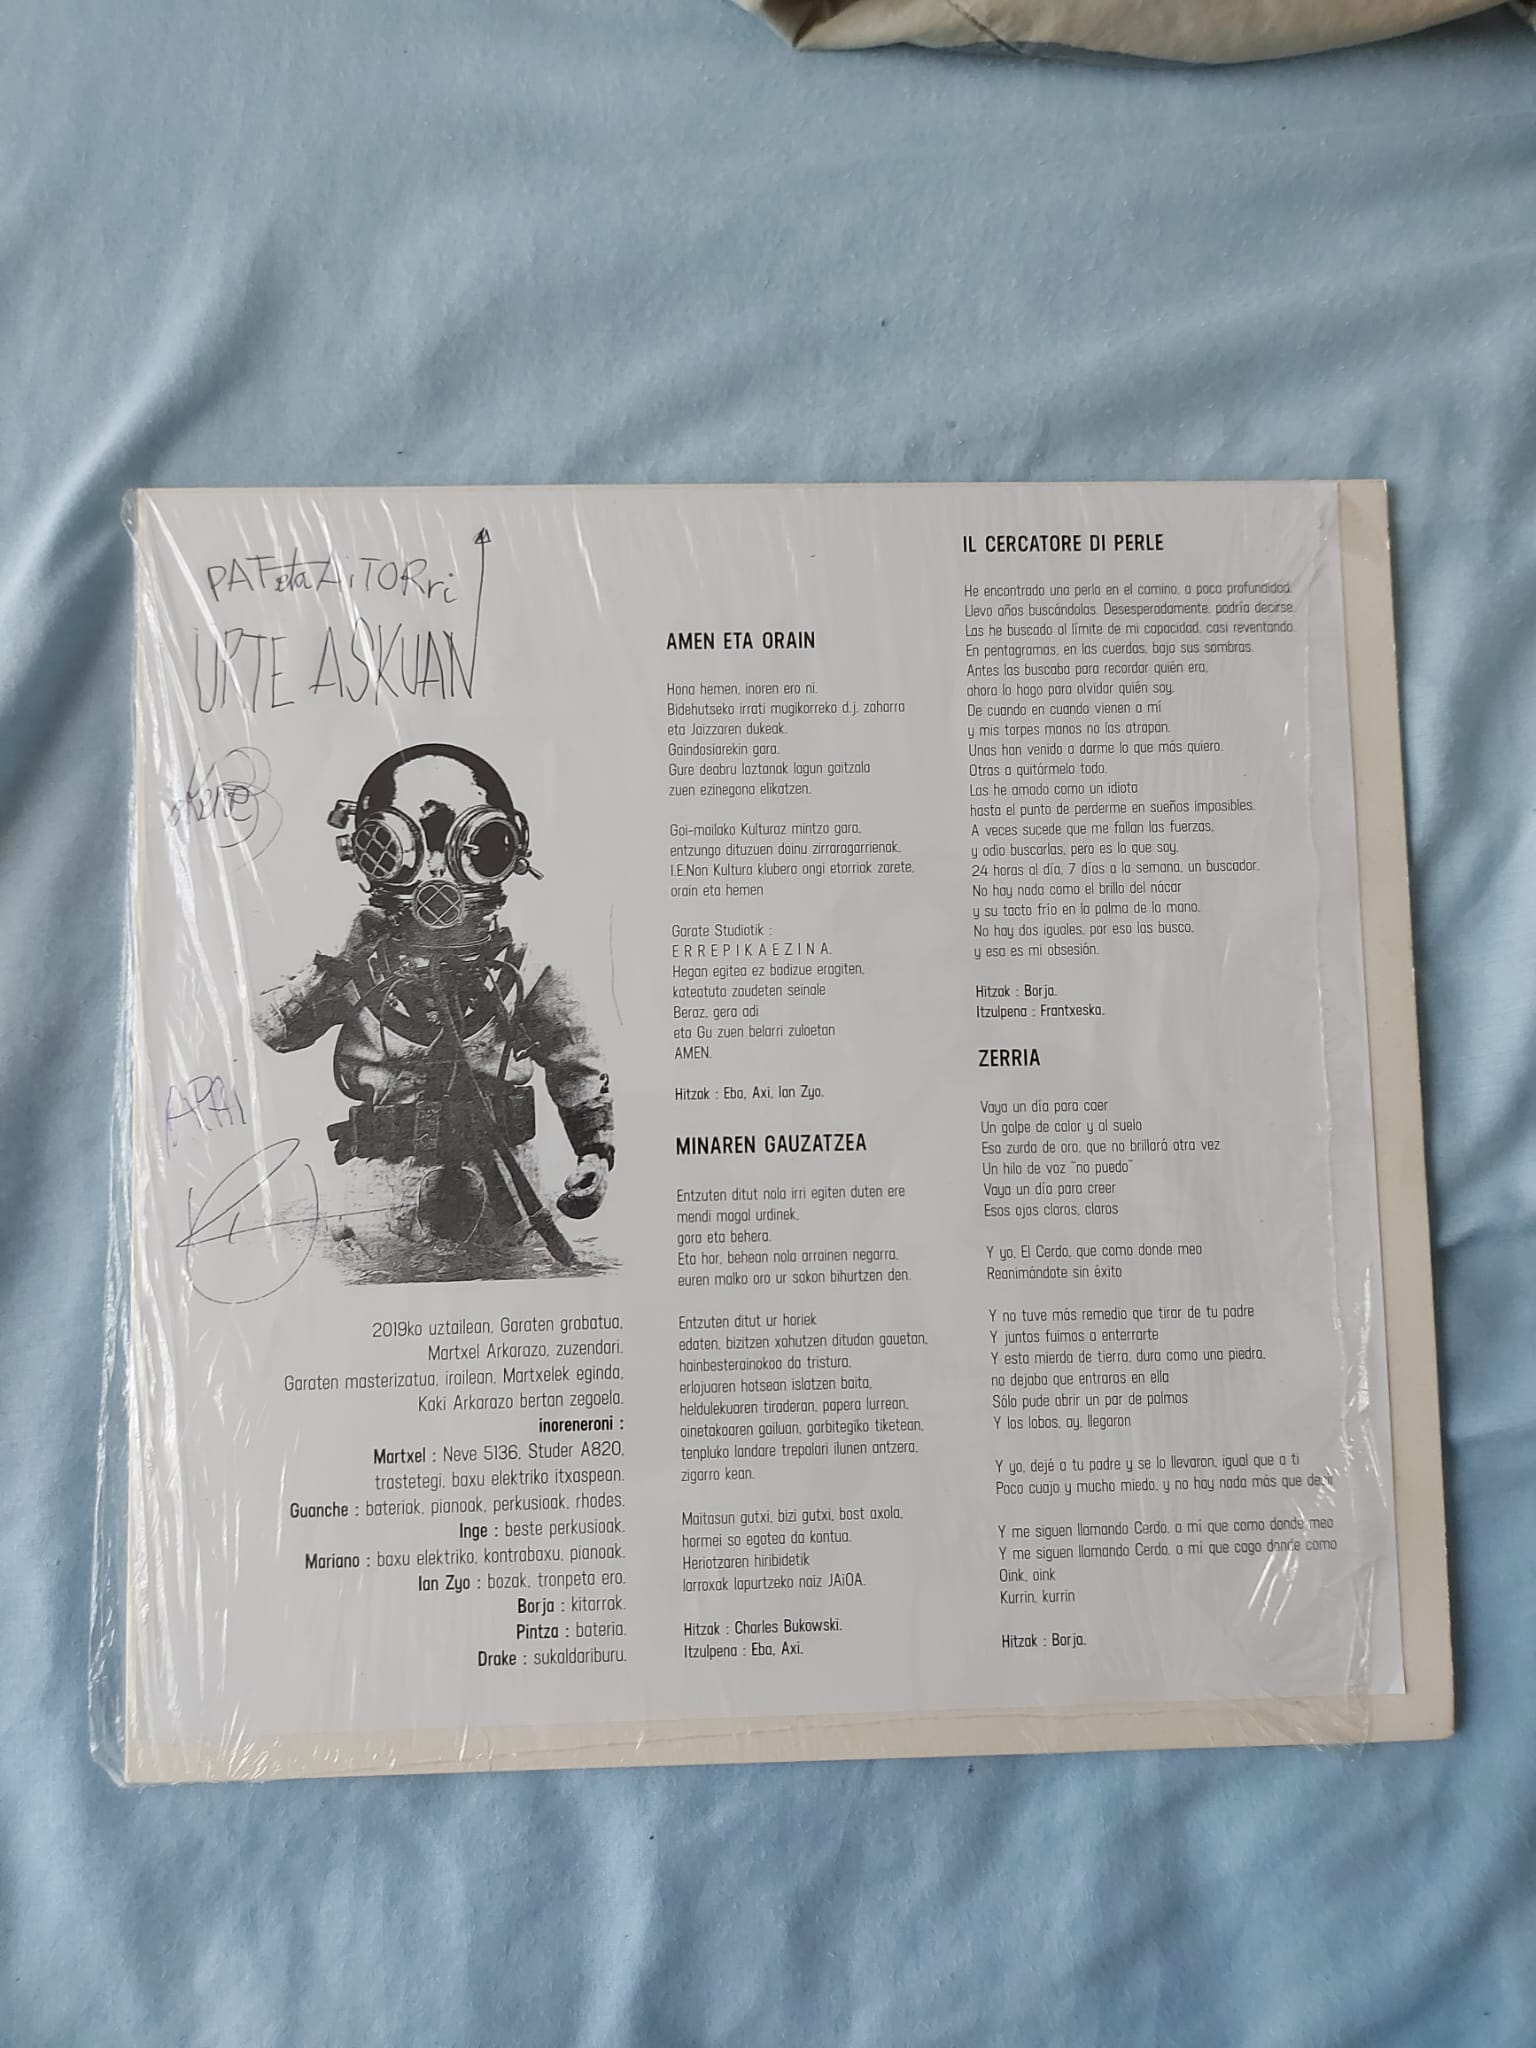 PAT eta AiTORri
URTE ASKUAN
APAI
2019ko uztailean, Garaten grabatua,
Martxel Arkarazo, zuzendari.
Garaten masterizatua, irailean, Martxelek eginda,
Kaki Arkarazo bertan zegoela.
inoreneroni :
Martxel : Neve 5136, Studer A820,
trastetegi, baxu elektriko itxaspean.
Guanche : bateriak, pianoak, perkusioak, rhodes.
Inge : beste perkusioak.
Mariano : baxu elektriko, kontrabaxu, pianoak.
Ian Zyo : bozak, tronpeta ero.
Borja : kitarrak.
Pintza : bateria.
Drake : sukaldariburu.
AMEN ETA ORAIN
Hona hemen, inoren ero ni.
Bidehutseko irrati mugikorreko d.j. zaharra
eta Jaizzaren dukeak.
Gaindosiarekin gara.
Gure deabru laztanak lagun gaitzala
zuen ezinegona elikatzen.
Goi-mailako Kulturaz mintzo gara,
entzungo dituzuen doinu zirraragarrienak.
I.E.Non Kultura klubera ongi etorriak zarete,
orain eta hemen
Garate Studiotik :
E R R E P I K A E Z I N A.
Hegan egitea ez badizue eragiten,
kateatuta zaudeten seinale
Beraz, gera adi
eta Gu zuen belarri zuloetan
AMEN.
Hitzak : Eba, Axi, Ian Zyo.
MINAREN GAUZATZEA
Entzuten ditut nola irri egiten duten ere
mendi magal urdinek,
gora eta behera.
Eta hor, behean nola arrainen negarra,
euren malko oro ur sakon bihurtzen den.
Entzuten ditut ur horiek
edaten, bizitzen xahutzen ditudan gauetan,
hainbesterainokoa da tristura,
erlojuaren hotsean islatzen baita,
heldulekuaren tiraderan, papera lurrean,
oinetakoaren gailuan, garbitegiko tiketean,
tenpluko landare trepalari ilunen antzera,
zigarro kean.
Maitasun gutxi, bizi gutxi, bost axola,
hormei so egotea da kontua.
Heriotzaren hiribidetik
larroxak lapurtzeko naiz JAiOA.
Hitzak : Charles Bukowski.
Itzulpena : Eba, Axi.
IL CERCATORE DI PERLE
He encontrado una perla en el camino, a poca profundidad.
Llevo años buscándolas. Desesperadamente, podría decirse.
Las he buscado al límite de mi capacidad, casi reventando.
En pentagramas, en las cuerdas, bajo sus sombras.
Antes las buscaba para recordar quién era,
ahora lo hago para olvidar quién soy.
De cuando en cuando vienen a mí
y mis torpes manos no las atrapan.
Unas han venido a darme lo que más quiero.
Otras a quitármelo todo.
Las he amado como un idiota
hasta el punto de perderme en sueños imposibles.
A veces sucede que me fallan las fuerzas,
y odio buscarlas, pero es lo que soy,
24 horas al día, 7 días a la semana, un buscador.
No hay nada como el brillo del nácar
y su tacto frío en la palma de la mano.
No hay dos iguales, por eso las busco,
y esa es mi obsesión.
Hitzak : Borja.
Itzulpena : Frantxeska.
ZERRIA
Vaya un día para caer
Un golpe de calor y al suelo
Esa zurda de oro, que no brillará otra vez
Un hilo de voz "no puedo"
Vaya un día para creer
Esos ojos claros, claros
Y yo, El Cerdo, que como donde meo
Reanimándote sin éxito
Y no tuve más remedio que tirar de tu padre
Y juntos fuimos a enterrarte
Y esta mierda de tierra, dura como una piedra,
no dejaba que entraras en ella
Sólo pude abrir un par de palmos
Y los lobos, ay, llegaron
Y yo, dejé a tu padre y se lo llevaron, igual que a ti
Poco cuajo y mucho miedo, y no hay nada más que decir
Y me siguen llamando Cerdo, a mí que como donde meo
Y me siguen llamando Cerdo, a mí que cago donde como
Oink, oink
Kurrin, kurrin
Hitzak : Borja.